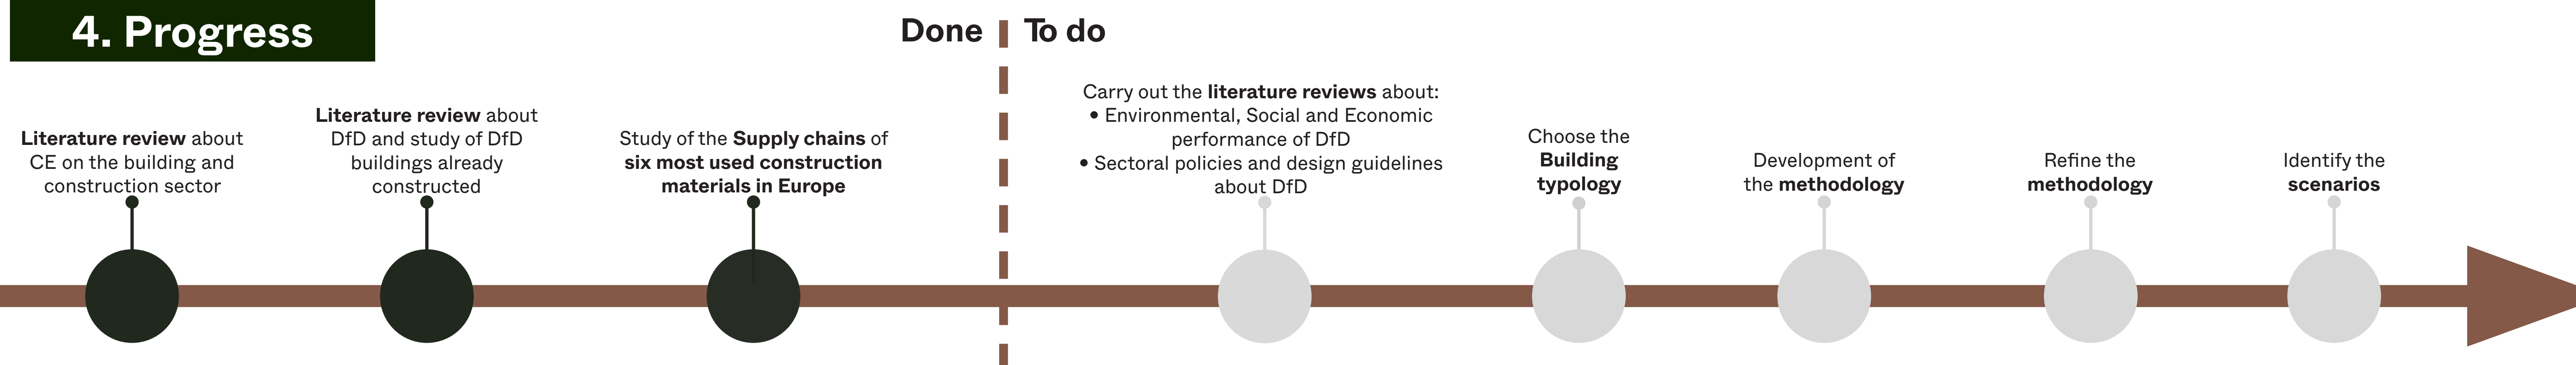 4. Progress
Done
To do
Literature review about
CE on the building and
construction sector
Literature review about
DfD and study of DfD
buildings already
constructed
Study of the Supply chains of
six most used construction
materials in Europe
Carry out the literature reviews about:
• Environmental, Social and Economic
performance of DfD
• Sectoral policies and design guidelines
about DfD
Choose the
Building
typology
Development of
the methodology
Refine the
methodology
Identify the
scenarios